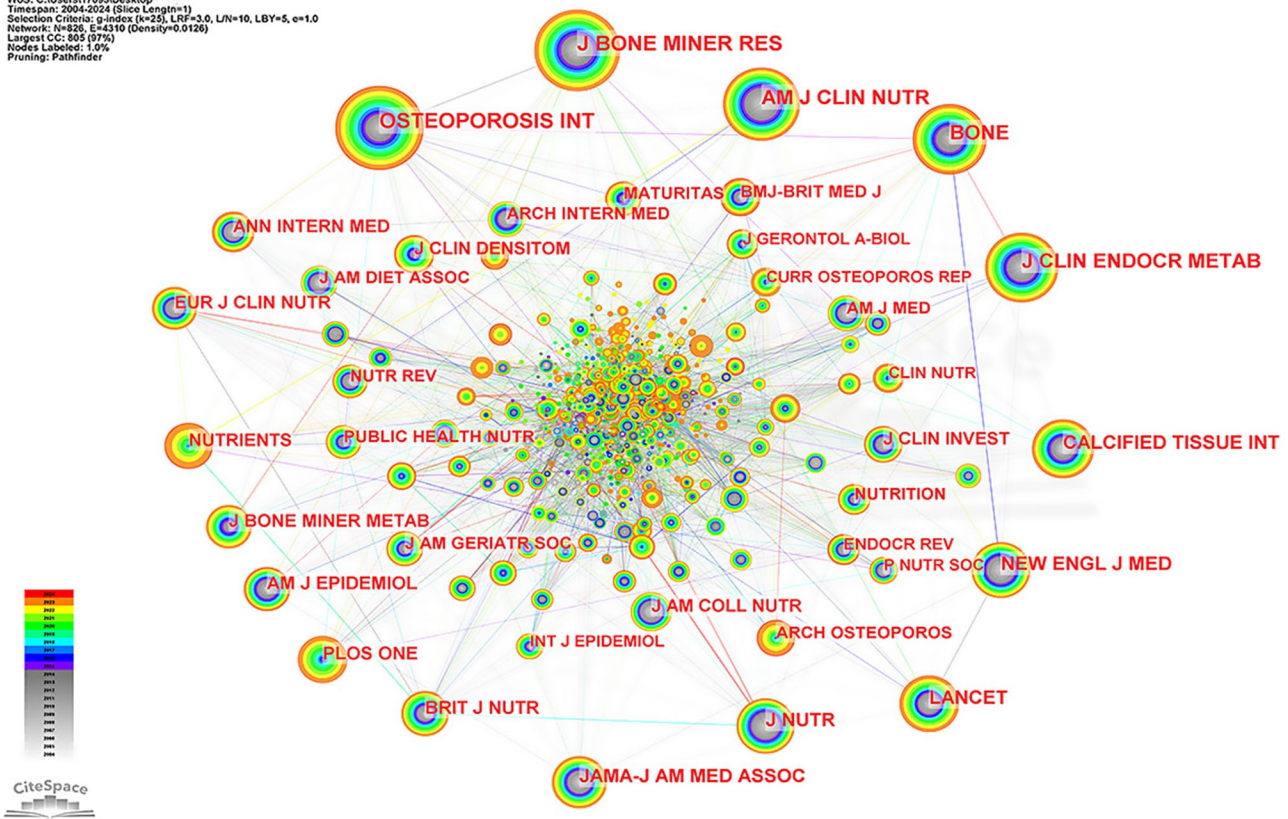 Timespan: 2004-2024 (Slice Length=1)
Selection Criteria: g-index (k=25), LRF=3.0, L/N=10, LBY=5, e=1.0
Network: N=826, E=4310 (Density=0.0126)
Largest CC: 805 (97%)
Nodes Labeled: 1.0%
Pruning: Pathfinder
J BONE MINER RES
AM J CLIN NUTR
OSTEOPOROSIS INT
BONE
MATURITAS
BMJ-BRIT MED J
ARCH INTERN MED
ANN INTERN MED
J GERONTOL A-BIOL
J CLIN DENSITOM
J CLIN ENDOCR METAB
J AM DIET ASSOC
CURR OSTEOPOROS REP
EUR J CLIN NUTR
AM J MED
NUTR REV
CLIN NUTR
NUTRIENTS
PUBLIC HEALTH NUTR
J CLIN INVEST
CALCIFIED TISSUE INT
NUTRITION
J BONE MINER METAB
J AM GERIATR SOC
ENDOCR REV
P NUTR SOC
NEW ENGL J MED
AM J EPIDEMIOL
J AM COLL NUTR
ARCH OSTEOPOROS
INT J EPIDEMIOL
PLOS ONE
LANCET
BRIT J NUTR
J NUTR
JAMA-J AM MED ASSOC
CiteSpace